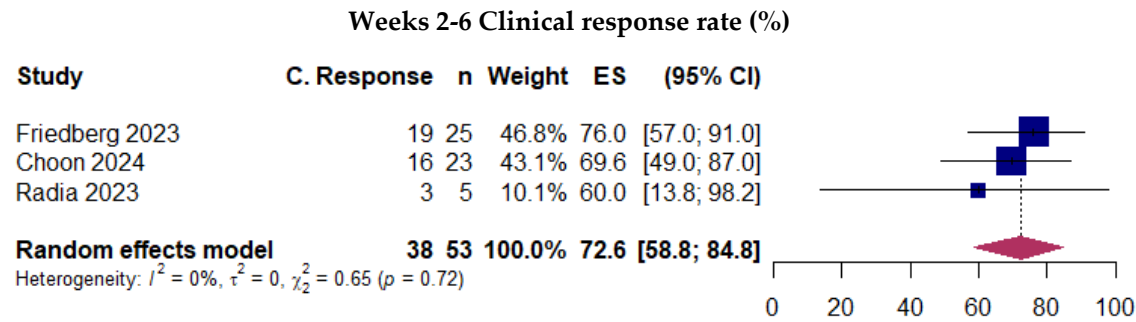 Weeks 2-6 Clinical response rate (%)
Study C. Response n Weight ES (95% CI)
Friedberg 2023 19 25 46.8% 76.0 [57.0; 91.0]
Choon 2024 16 23 43.1% 69.6 [49.0; 87.0]
Radia 2023 3 5 10.1% 60.0 [13.8; 98.2]
Random effects model 38 53 100.0% 72.6 [58.8; 84.8]
Heterogeneity: I² = 0%, τ² = 0, χ²₂ = 0.65 (p = 0.72)
0 20 40 60 80 100